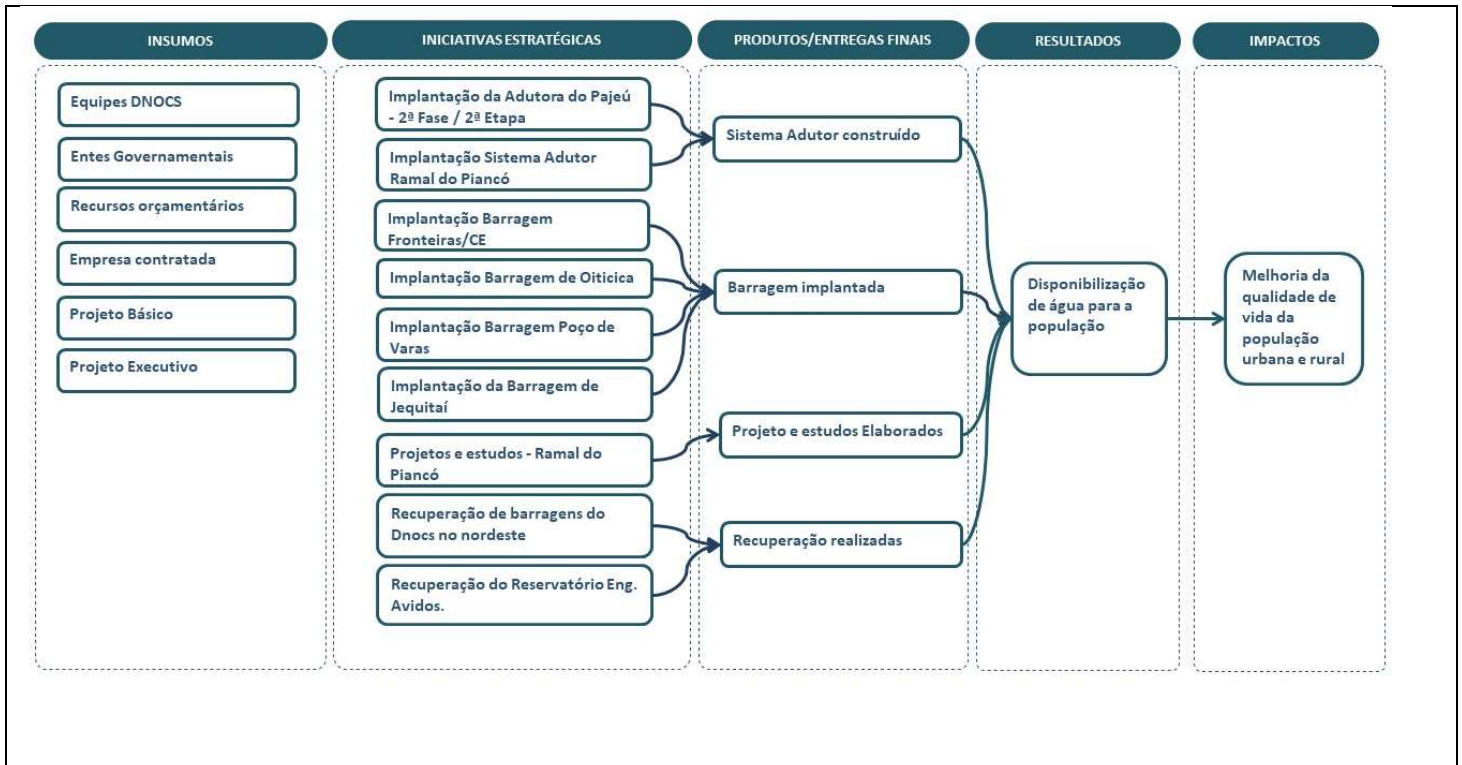 INSUMOS
INICIATIVAS ESTRATÉGICAS
PRODUTOS/ENTREGAS FINAIS
RESULTADOS
IMPACTOS
Equipes DNOCS
Entes Governamentais
Recursos orçamentários
Empresa contratada
Projeto Básico
Projeto Executivo
Implantação da Adutora do Pajeú
- 2ª Fase / 2ª Etapa
Implantação Sistema Adutor
Ramal do Piancó
Implantação Barragem
Fronteiras/CE
Implantação Barragem de Oiticica
Implantação Barragem Poço de
Varas
Implantação da Barragem de
Jequitaí
Projetos e estudos - Ramal do
Piancó
Recuperação de barragens do
Dnocs no nordeste
Recuperação do Reservatório Eng.
Avidos.
Sistema Adutor construído
Barragem implantada
Projeto e estudos Elaborados
Recuperação realizadas
Disponibilização
de água para a
população
Melhoria da
qualidade de
vida da
população
urbana e rural